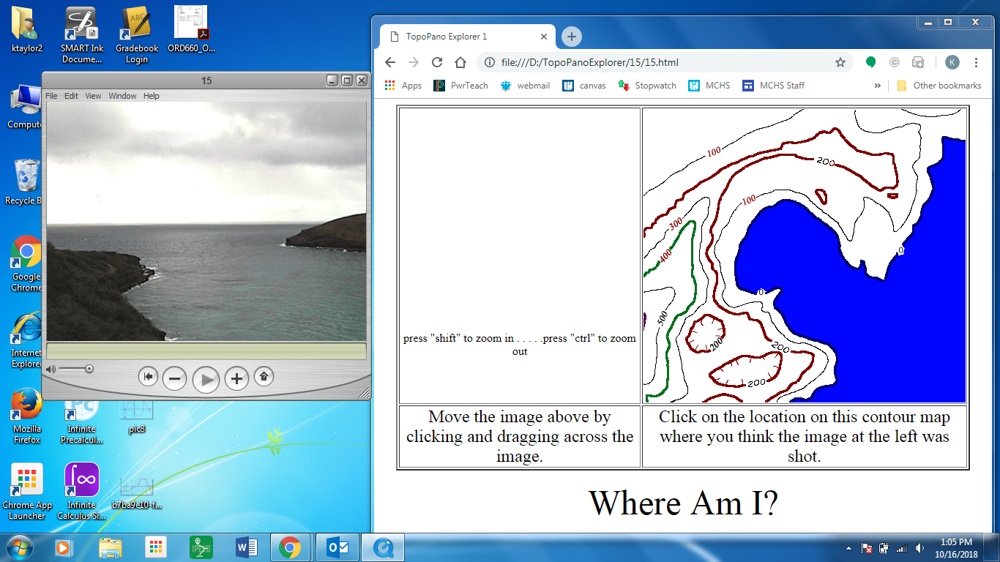 ktaylor2
SMART Ink
Docume...
Gradebook
Login
ORD660_O...
Compute
Recycle B
Google
Chrome
Internet
Explorer
Mozilla
Firefox
Infinite
Precalcul...
pic8
Chrome App
Launcher
Infinite
Calculus Si...
b7ba9e10-f...
15
File Edit View Window Help
TopoPano Explorer 1
file:///D:/TopoPanoExplorer/15/15.html
K
Apps PwrTeach webmail canvas Stopwatch MCHS MCHS Staff » Other bookmarks
press "shift" to zoom in . . . . .press "ctrl" to zoom
out
100
200
100
300
400
0
0
500
200
200
200
Move the image above by
clicking and dragging across the
image.
Click on the location on this contour map
where you think the image at the left was
shot.
Where Am I?
1:05 PM
10/16/2018